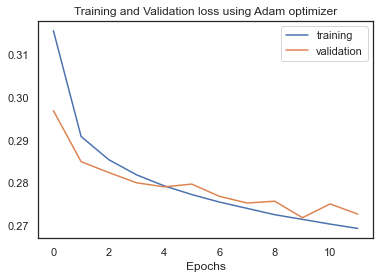 Training and Validation loss using Adam optimizer
training
validation
0.31
0.30
0.29
0.28
0.27
0 2 4 6 8 10
Epochs